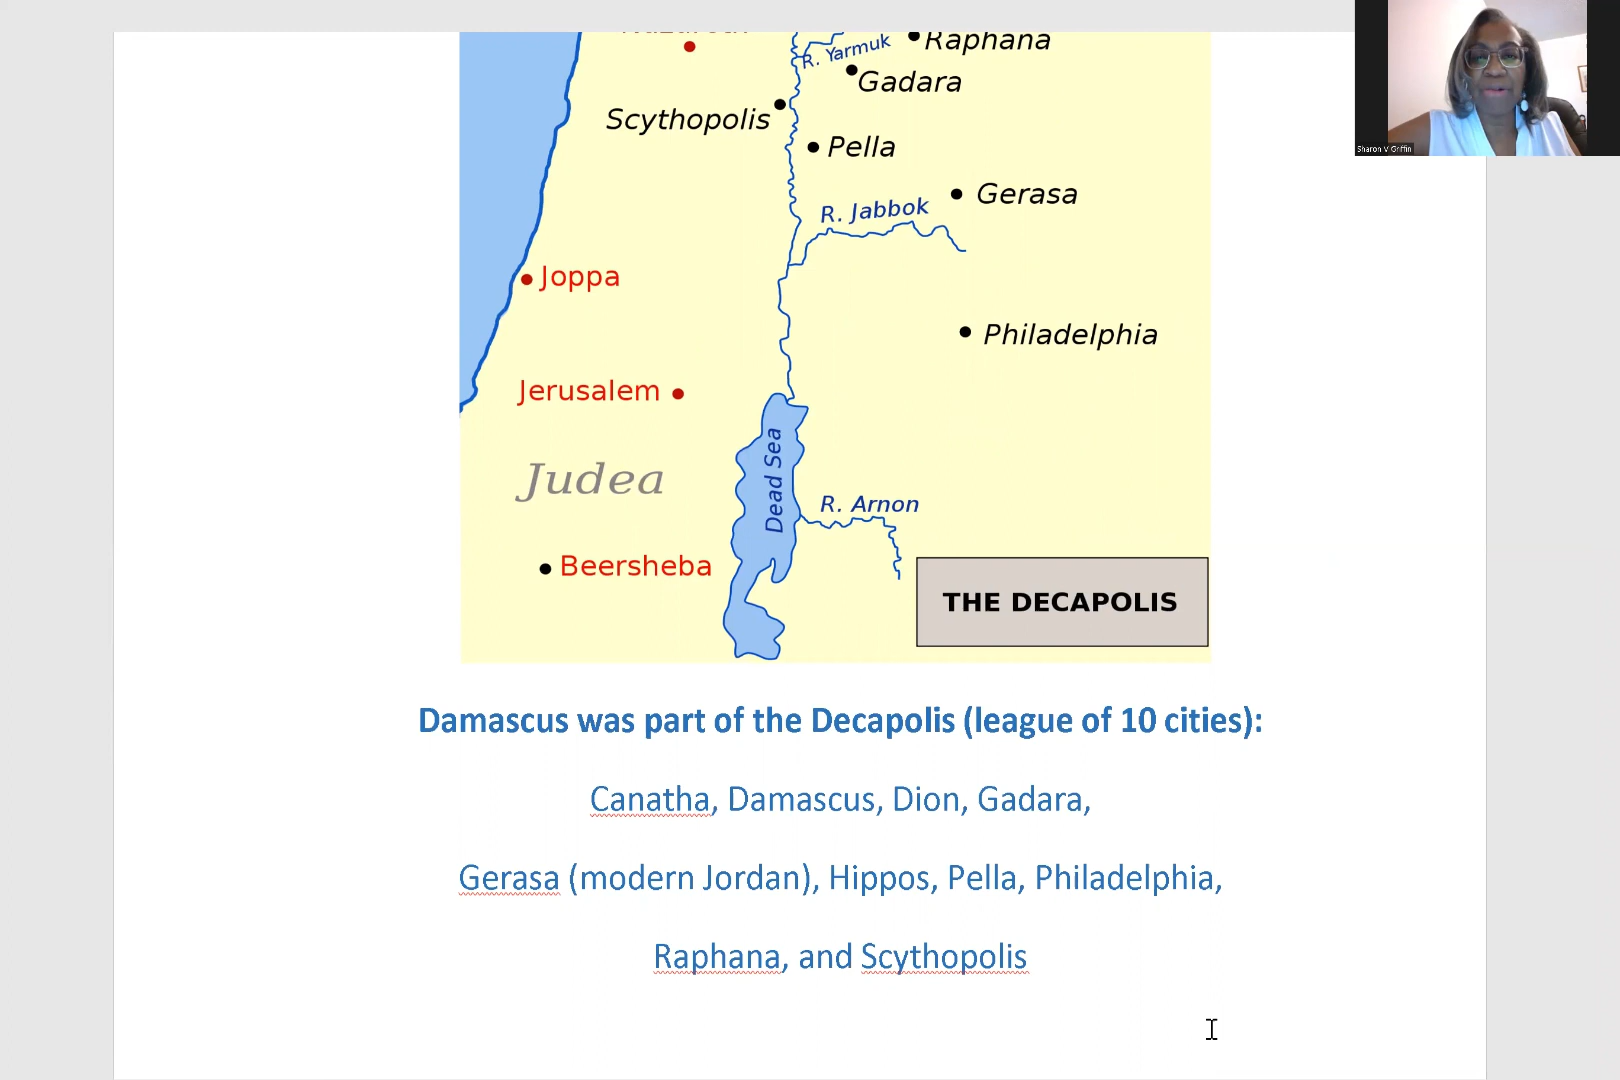 Raphana
R. Yarmuk
Gadara
Scythopolis
Pella
Gerasa
R. Jabbok
Joppa
Philadelphia
Jerusalem
Dead Sea
Judea
R. Arnon
Beersheba
THE DECAPOLIS
Damascus was part of the Decapolis (league of 10 cities):
Canatha, Damascus, Dion, Gadara,
Gerasa (modern Jordan), Hippos, Pella, Philadelphia,
Raphana, and Scythopolis
Sharon V Griffin